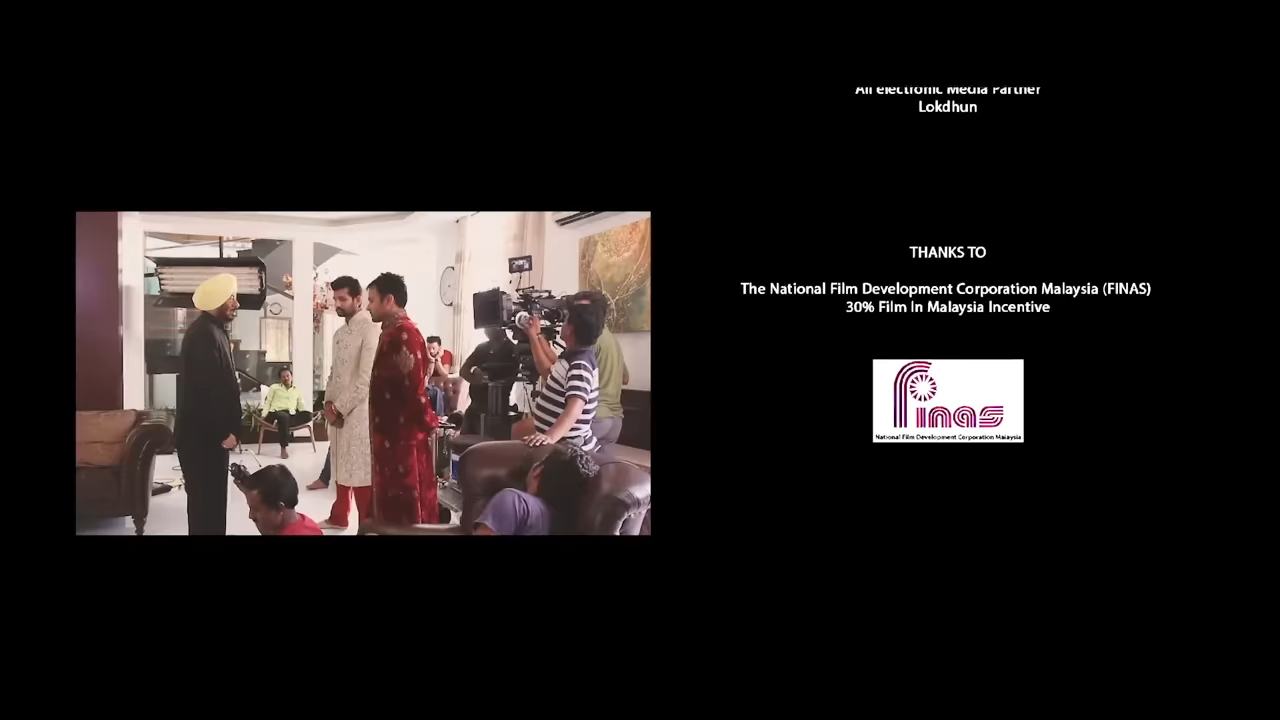 All electronic Media Partner
Lokdhun
THANKS TO
The National Film Development Corporation Malaysia (FINAS)
30% Film In Malaysia Incentive
Finas
National Film Development Corporation Malaysia